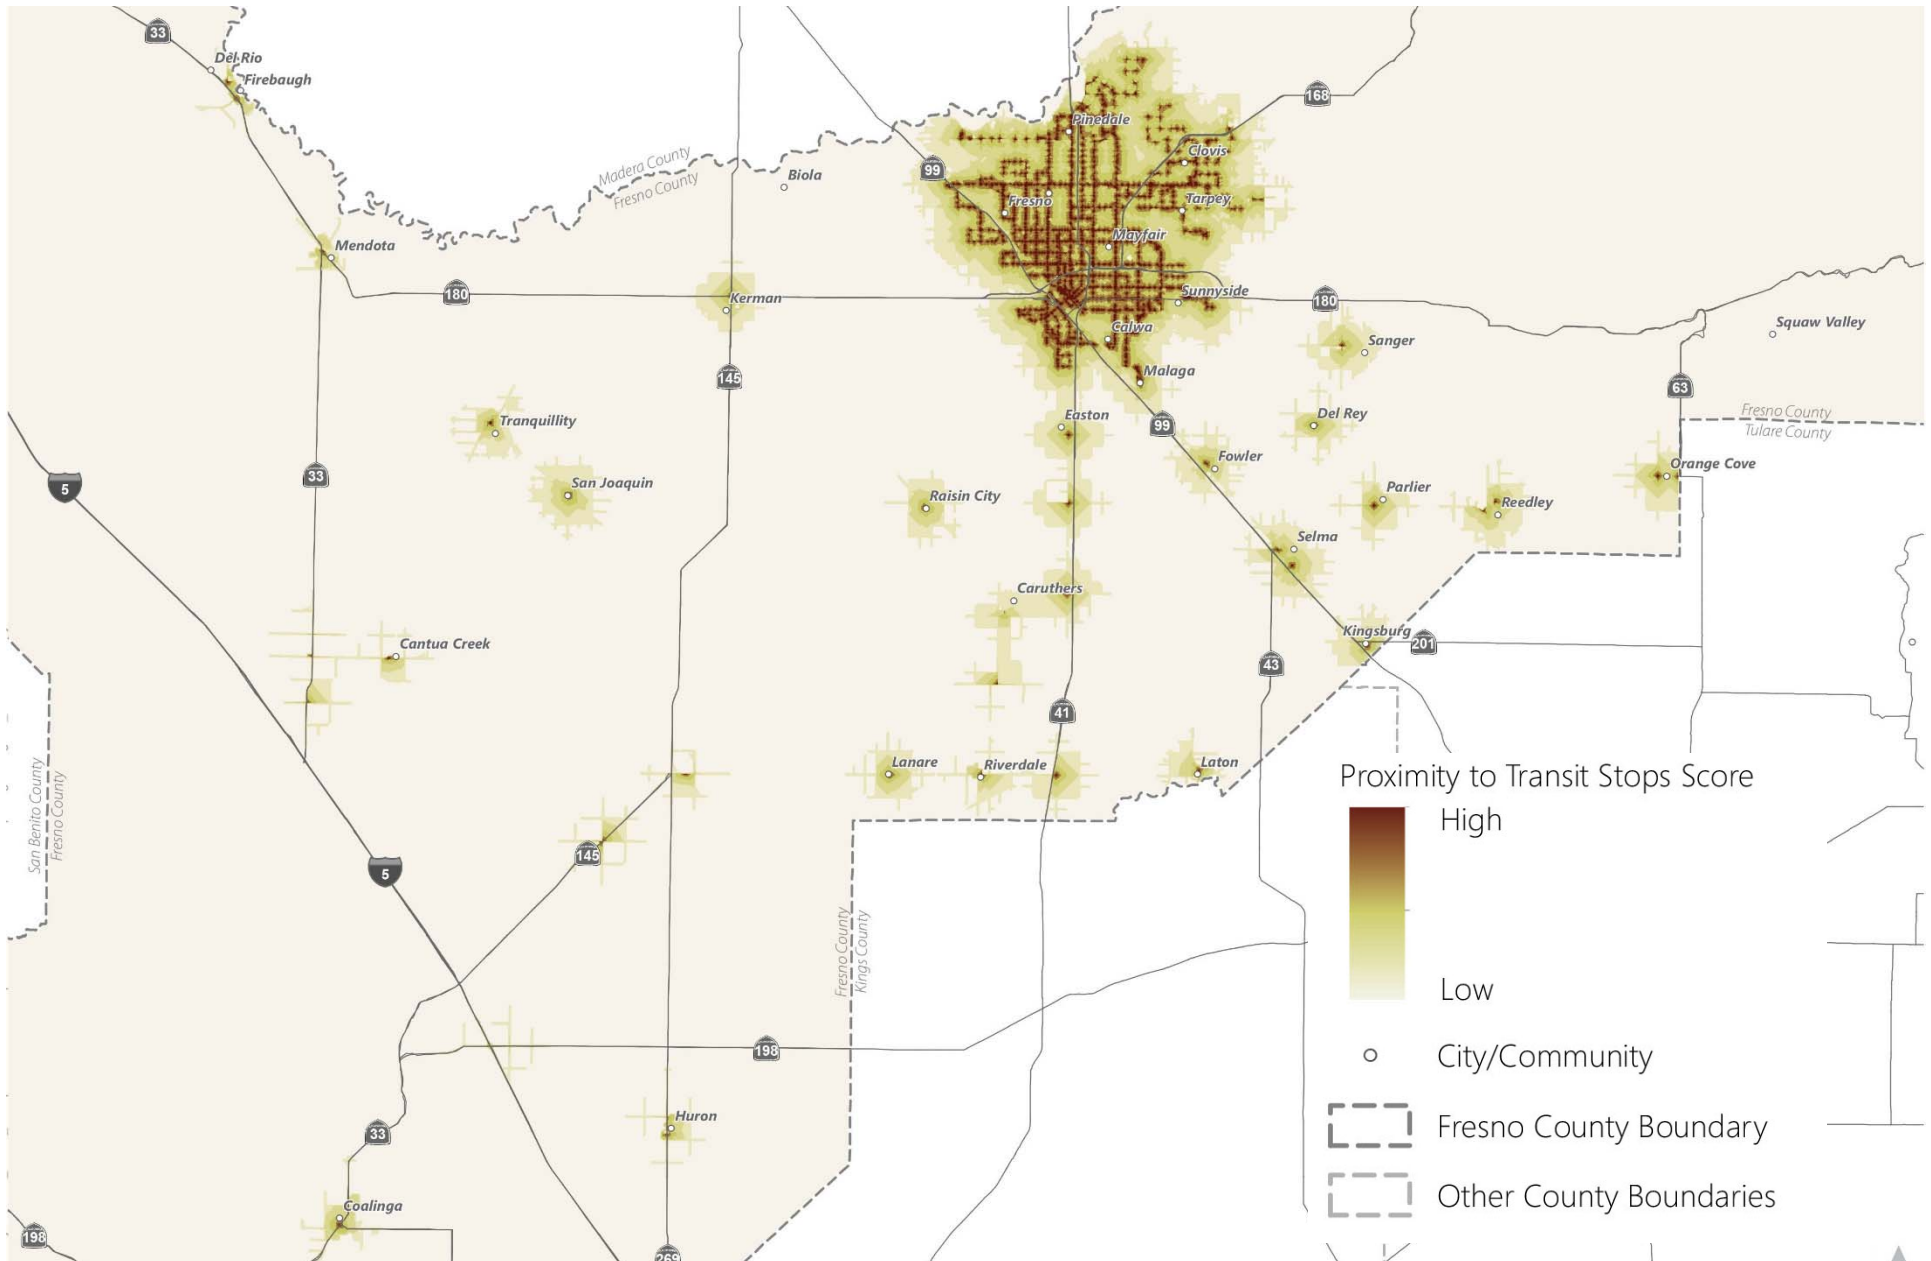 33
Del Rio
Firebaugh
168
Pinedale
Clovis
99
Madera County
Fresno County
Biola
Fresno
Tarpey
Mayfair
Mendota
180
Kerman
Sunnyside
180
Calwa
Sanger
Squaw Valley
145
Malaga
63
Tranquillity
Easton
99
Del Rey
Fresno County
Tulare County
5
33
San Joaquin
Raisin City
Fowler
Parlier
Reedley
Orange Cove
Selma
Caruthers
Cantua Creek
Kingsburg
201
43
41
San Benito County
Fresno County
Lanare
Riverdale
Laton
145
5
Fresno County
Kings County
198
Huron
33
Coalinga
198
269
Proximity to Transit Stops Score
High
Low
City/Community
Fresno County Boundary
Other County Boundaries